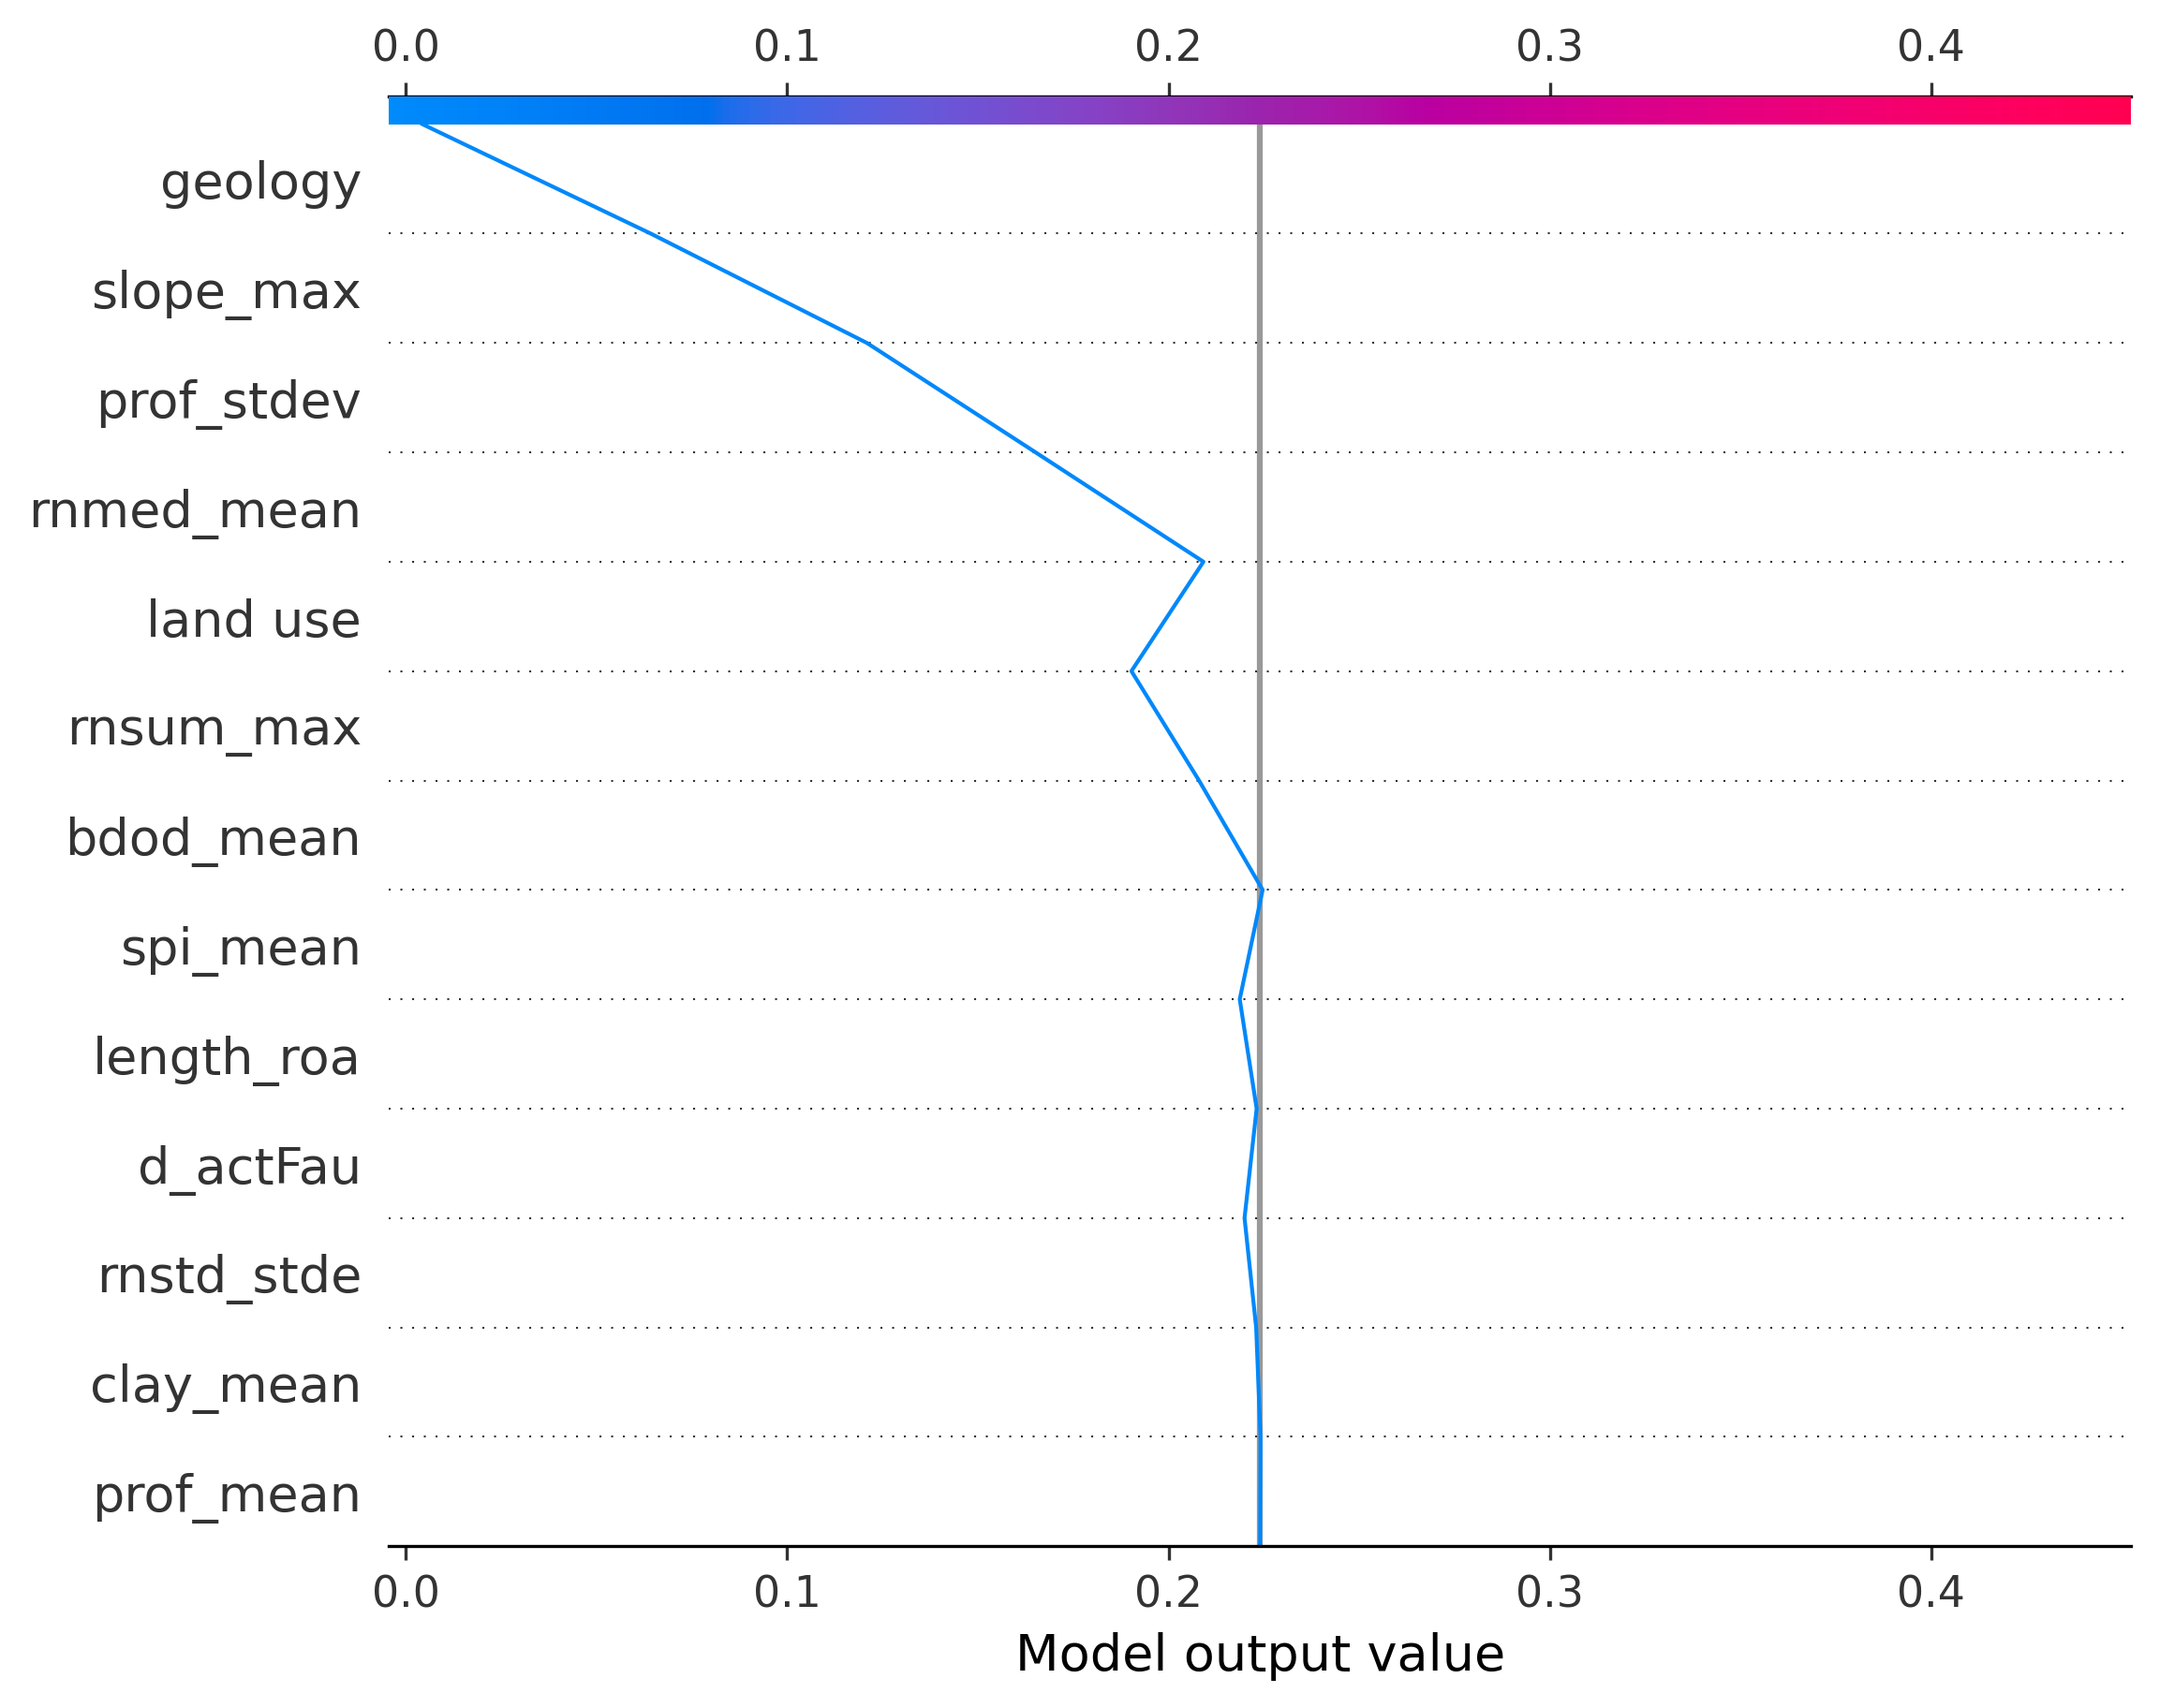 0.0 0.1 0.2 0.3 0.4
geology
slope_max
prof_stdev
rnmed_mean
land use
rnsum_max
bdod_mean
spi_mean
length_roa
d_actFau
rnstd_stde
clay_mean
prof_mean
0.0 0.1 0.2 0.3 0.4
Model output value